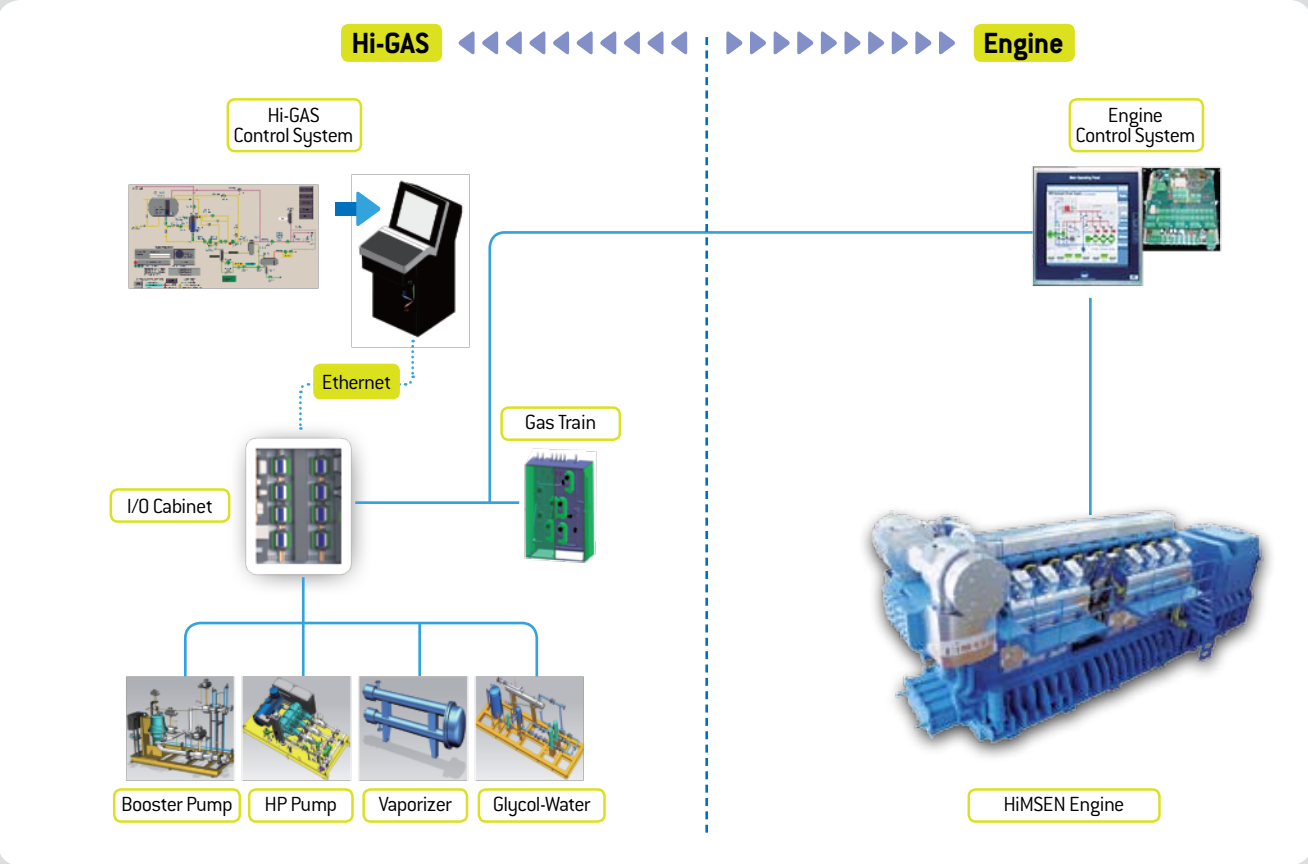 Hi-GAS
Engine
Hi-GAS
Control System
Engine
Control System
Ethernet
Gas Train
I/O Cabinet
Booster Pump
HP Pump
Vaporizer
Glycol-Water
HiMSEN Engine